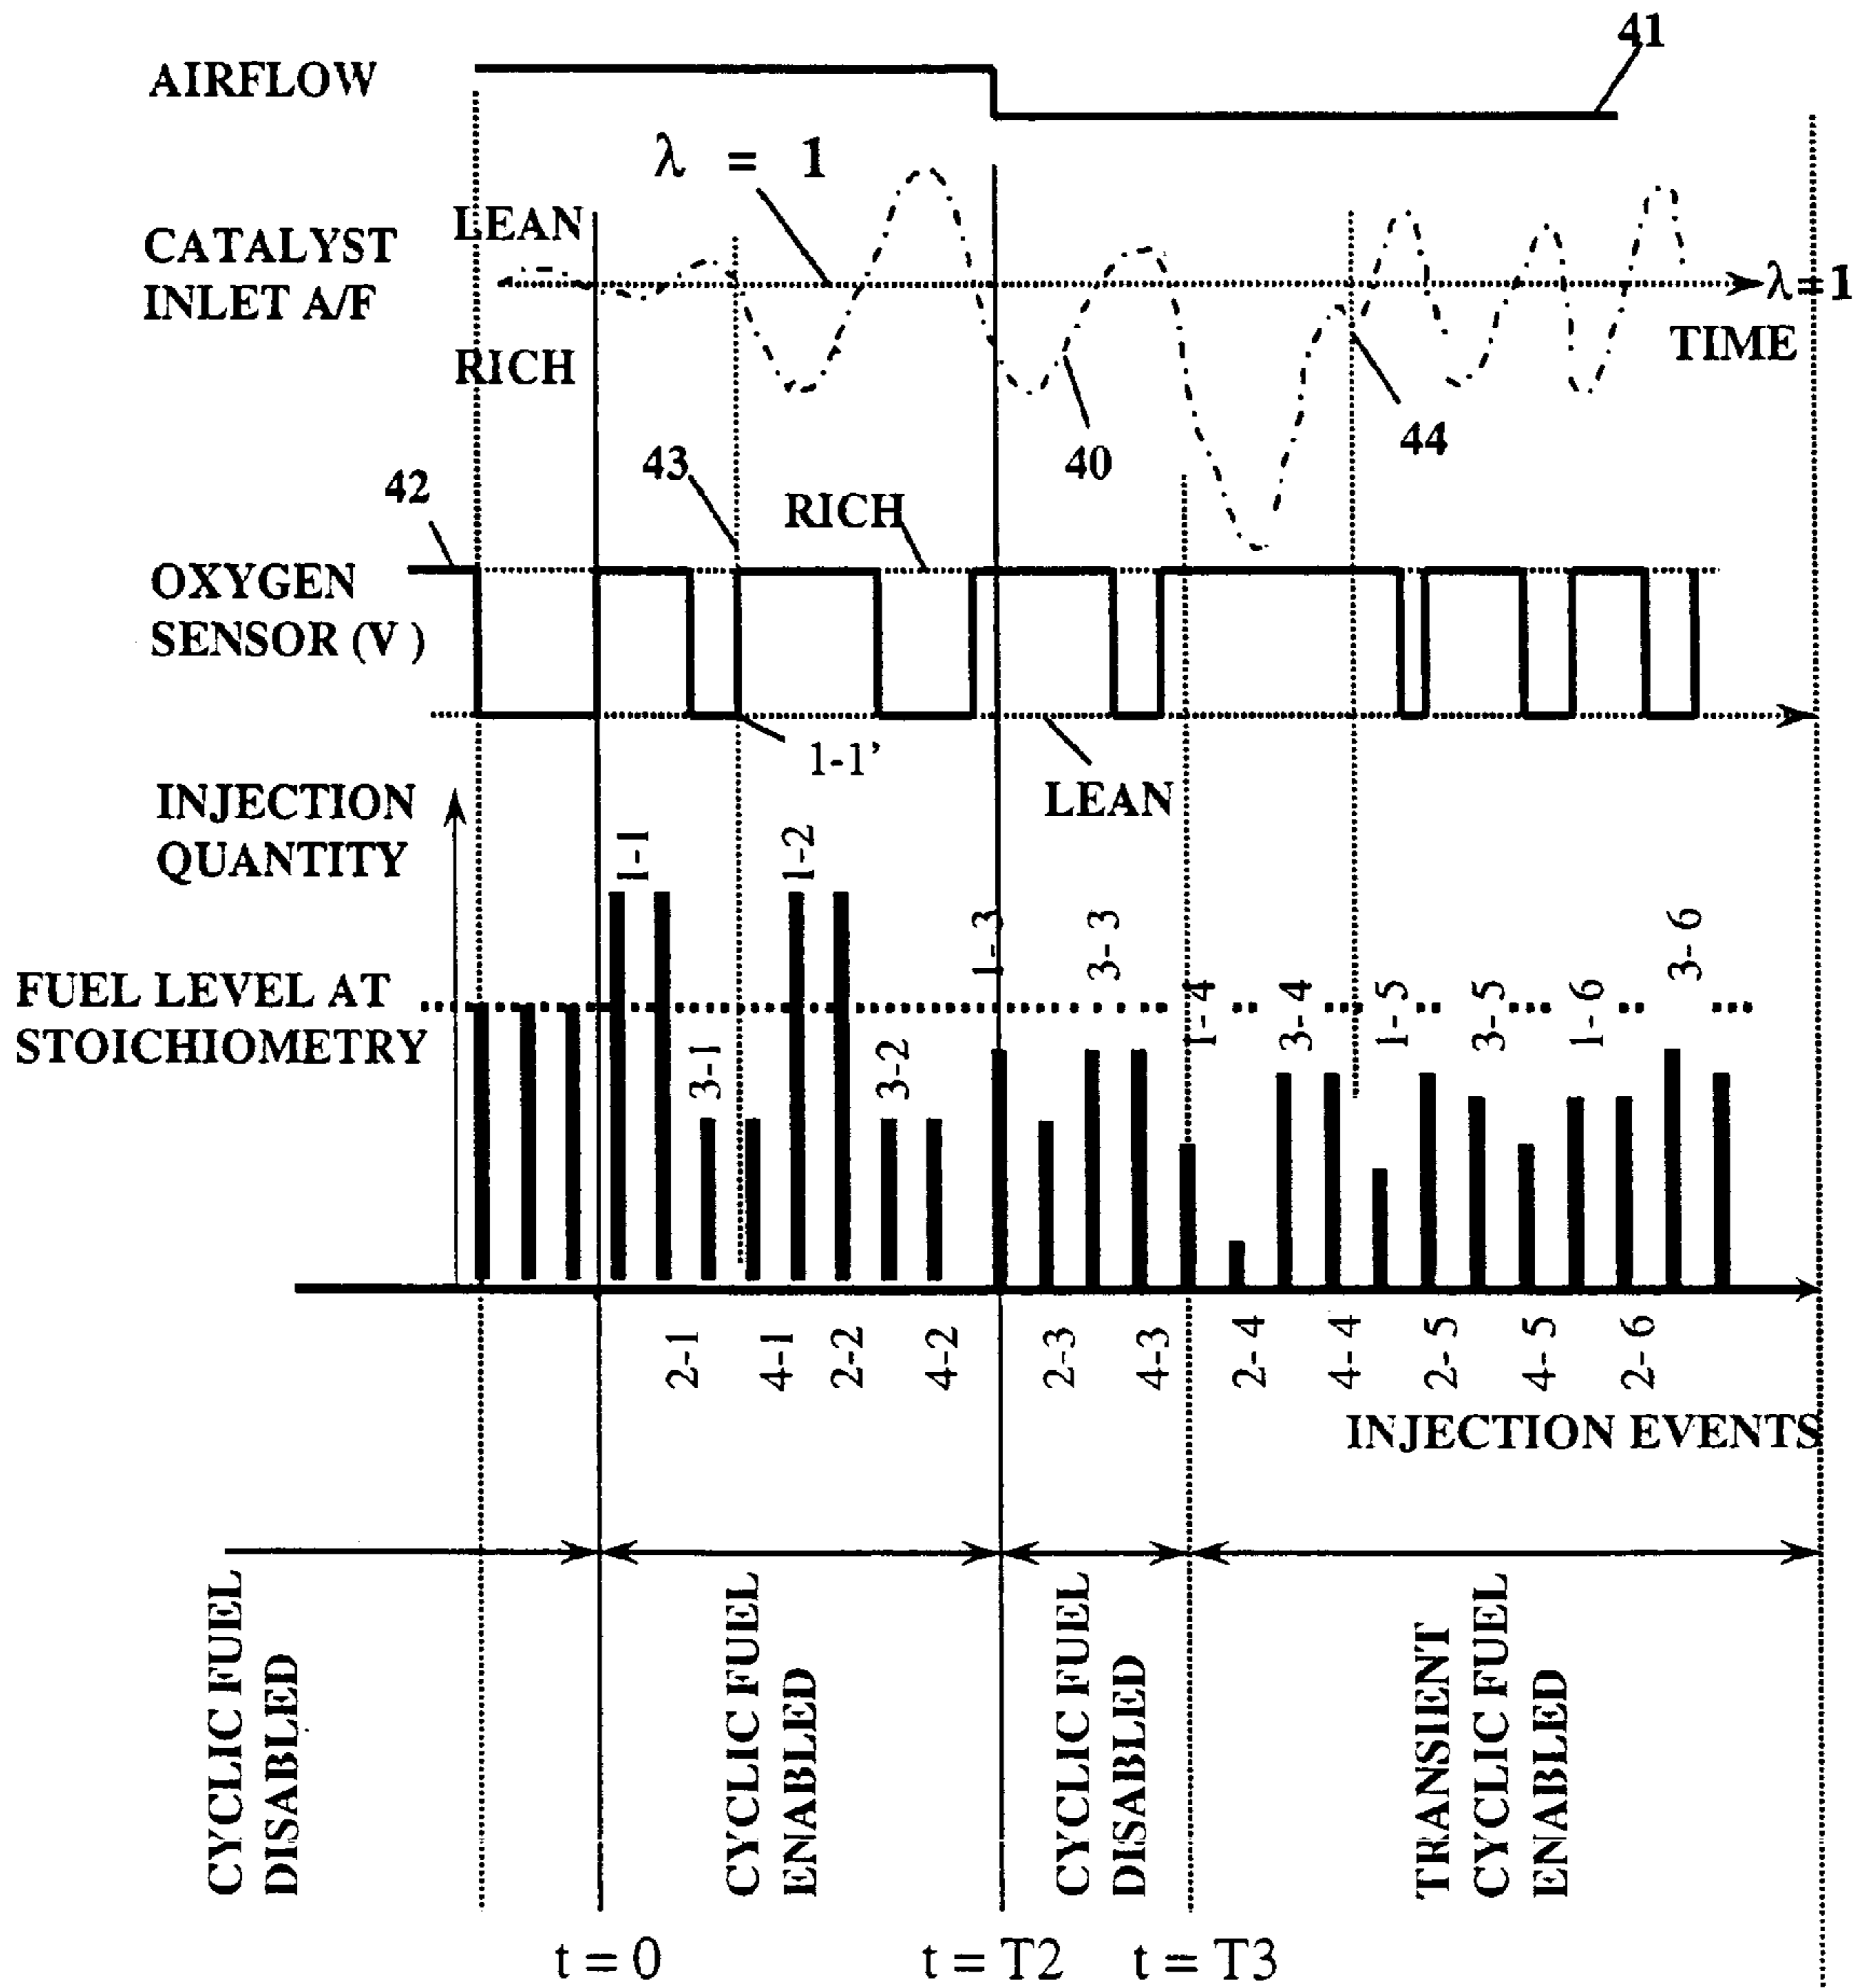 41
AIRFLOW
λ = 1
LEAN
CATALYST
INLET A/F
λ=1
RICH
TIME
44
43
40
42
RICH
OXYGEN
SENSOR (V )
1-1’
LEAN
INJECTION
QUANTITY
1-1
1-2
1-3
3- 3
3- 6
FUEL LEVEL AT
STOICHIOMETRY
3-1
3-2
1- 4
3- 4
1- 5
3- 5
1- 6
2-1
4-1
2-2
4-2
2-3
4-3
2- 4
4- 4
2- 5
4- 5
2- 6
INJECTION EVENTS
CYCLIC FUEL
DISABLED
CYCLIC FUEL
ENABLED
CYCLIC FUEL
DISABLED
TRANSIENT
CYCLIC FUEL
ENABLED
t = 0
t = T2
t = T3